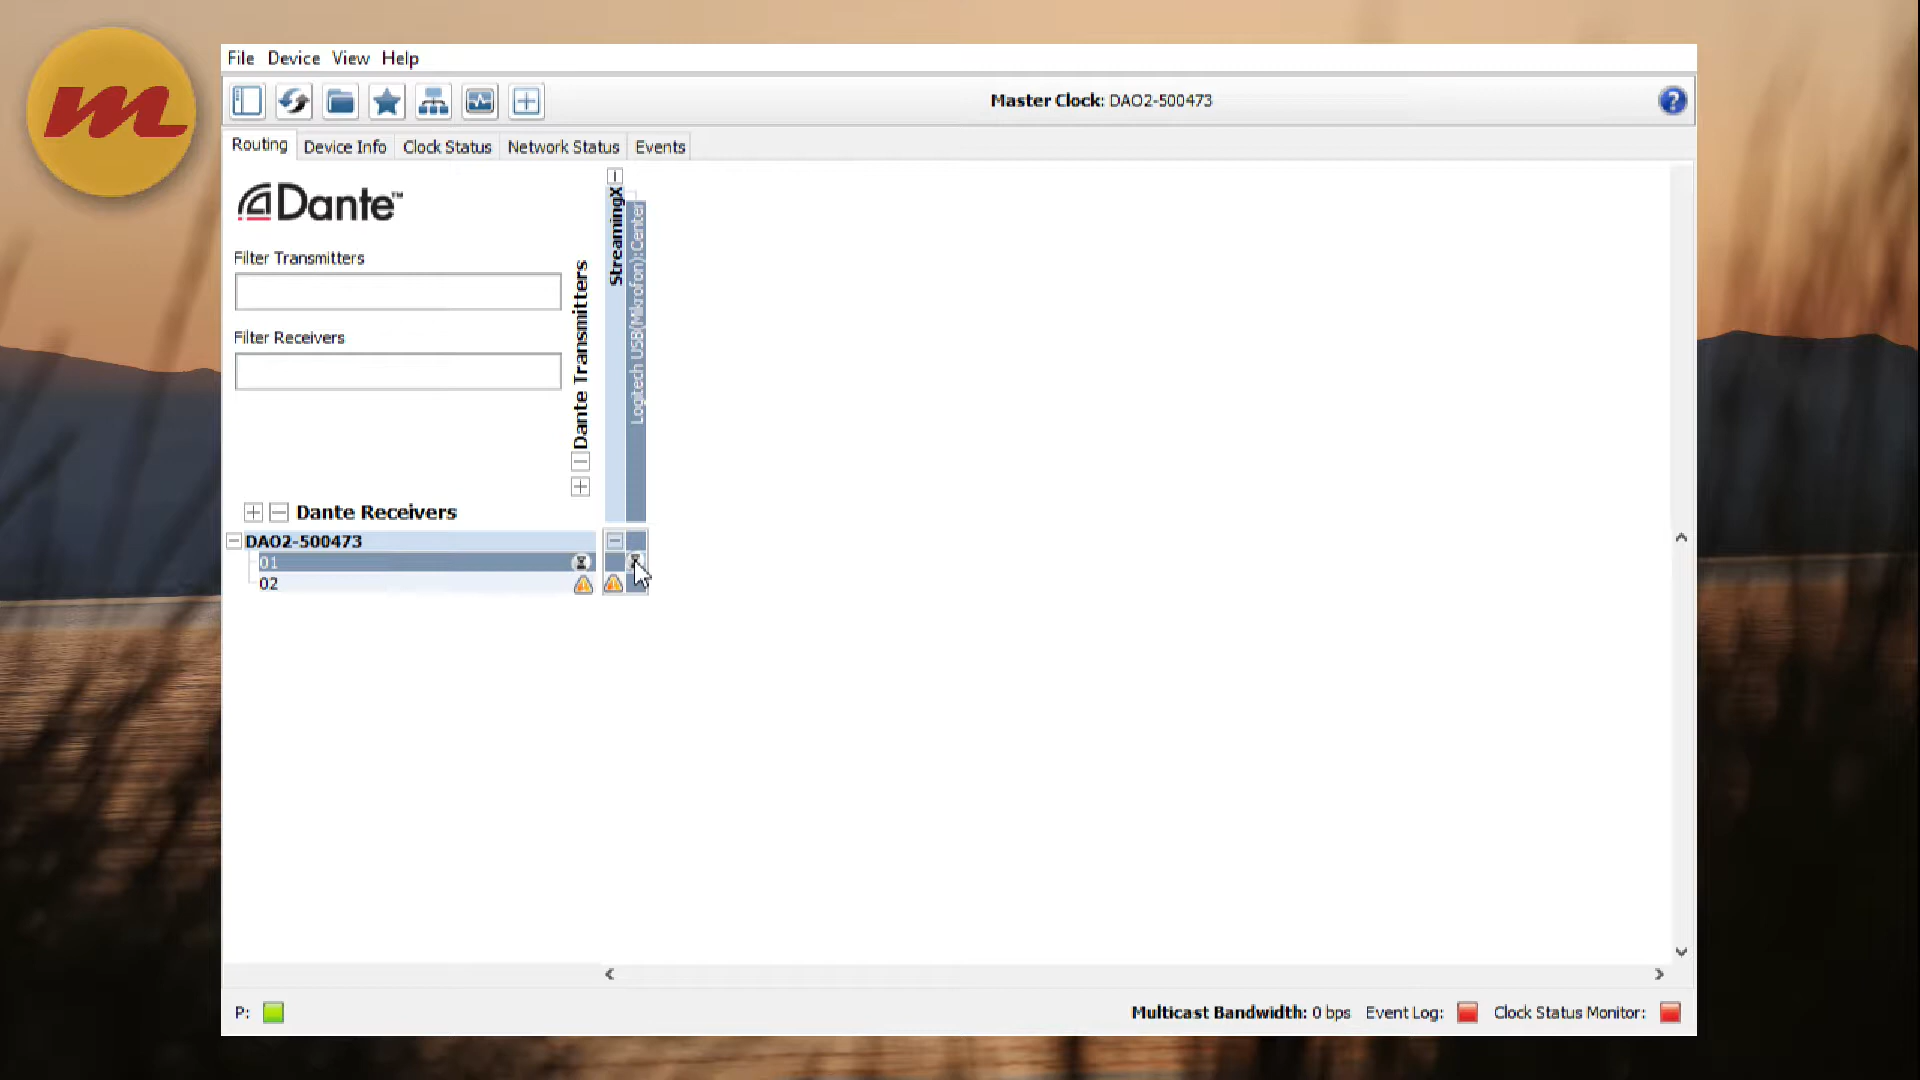 m
File Device View Help
Master Clock: DAO2-500473
?
Routing Device Info Clock Status Network Status Events
Dante™
Filter Transmitters
Filter Receivers
Dante Transmitters
StreamingX
Logitech USB(Mikrofon):Center
Dante Receivers
DAO2-500473
01
02
P:
Multicast Bandwidth: 0 bps Event Log: Clock Status Monitor: